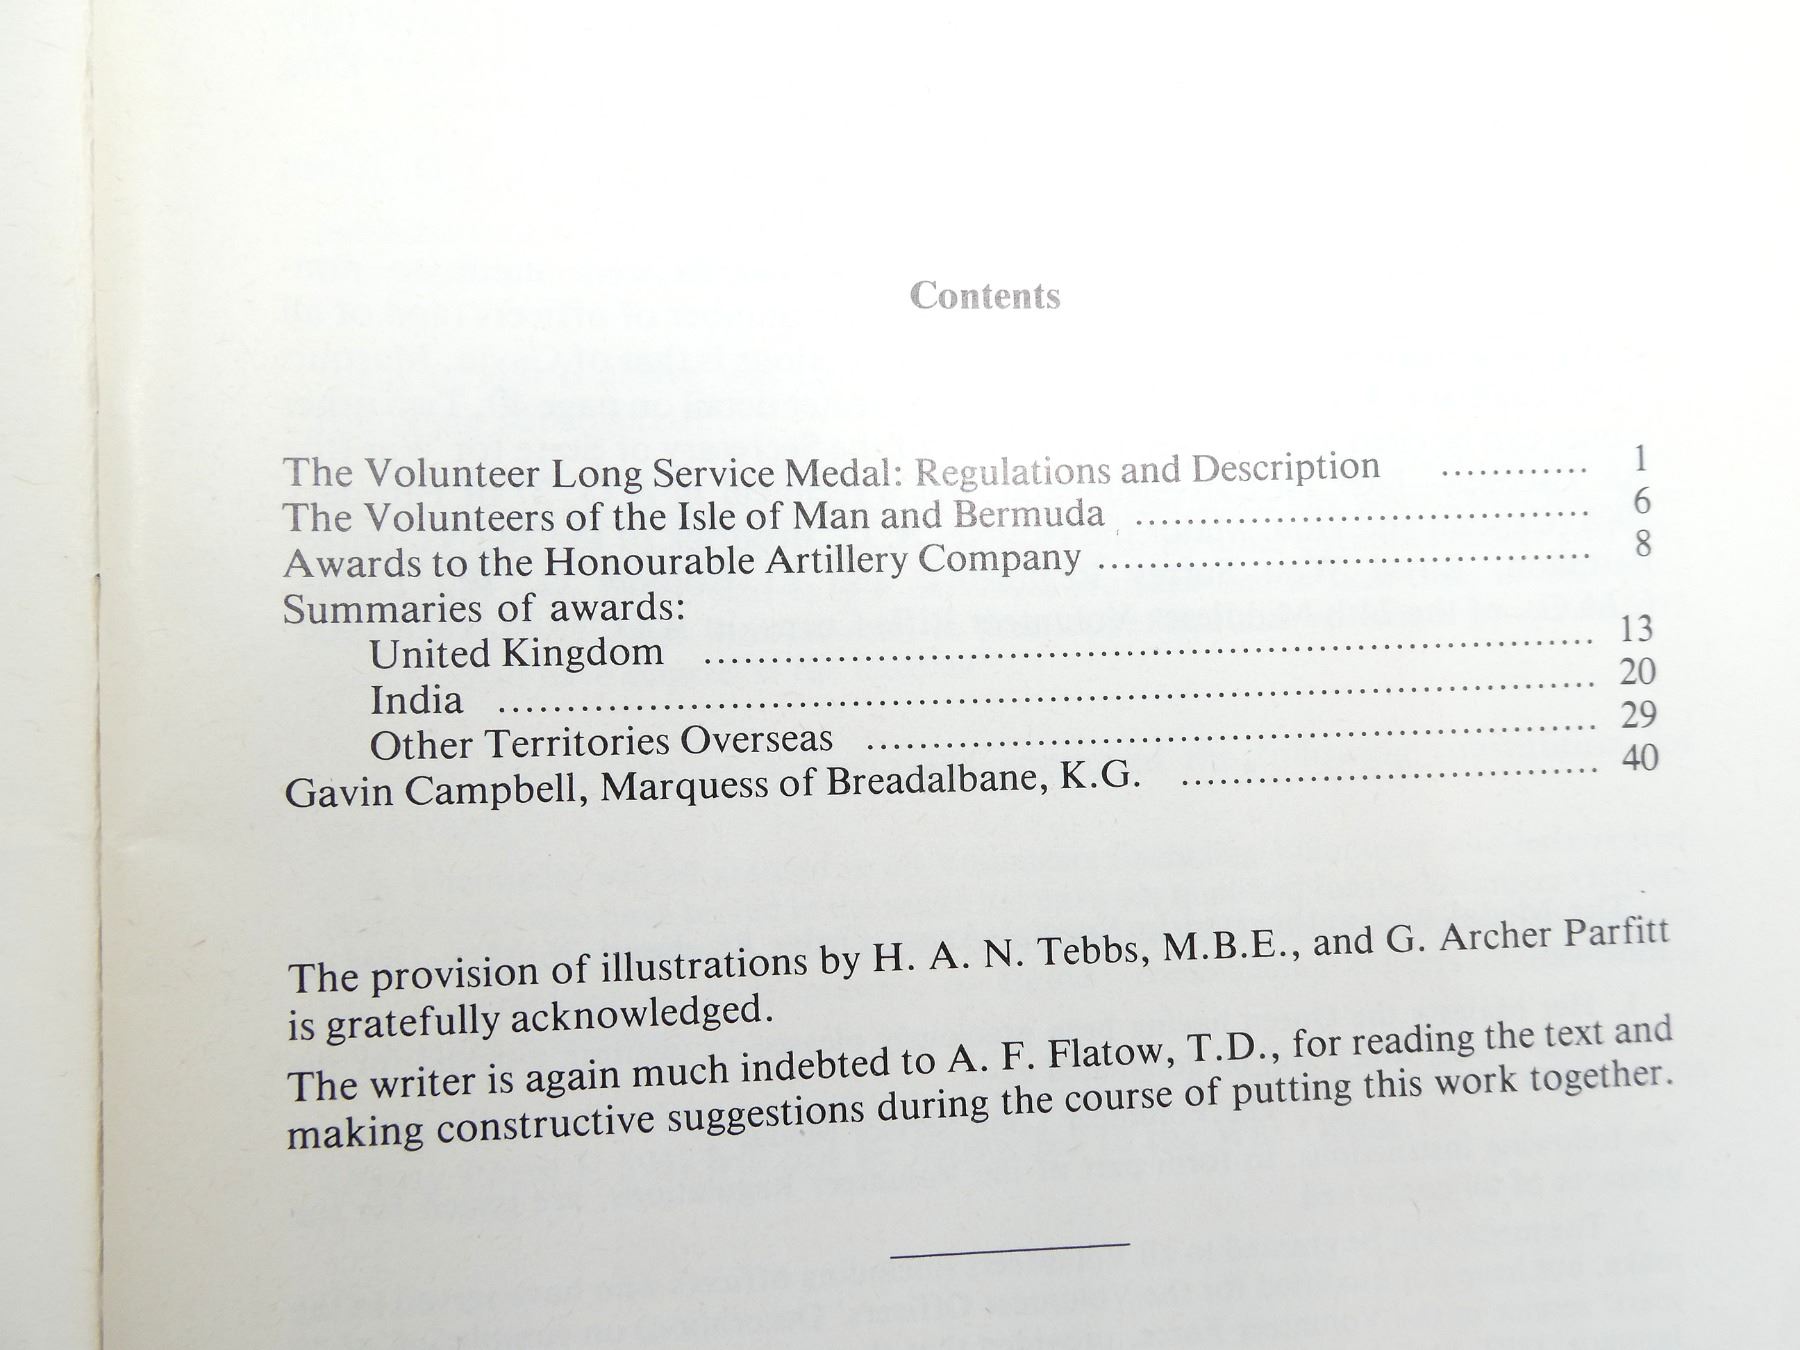 Contents
The Volunteer Long Service Medal: Regulations and Description ............ 1
The Volunteers of the Isle of Man and Bermuda ................................... 6
Awards to the Honourable Artillery Company ...................................... 8
Summaries of awards:
United Kingdom .................................................................... 13
India .................................................................................... 20
Other Territories Overseas ........................................................ 29
Gavin Campbell, Marquess of Breadalbane, K.G. ................................ 40
The provision of illustrations by H. A. N. Tebbs, M.B.E., and G. Archer Parfitt
is gratefully acknowledged.
The writer is again much indebted to A. F. Flatow, T.D., for reading the text and
making constructive suggestions during the course of putting this work together.